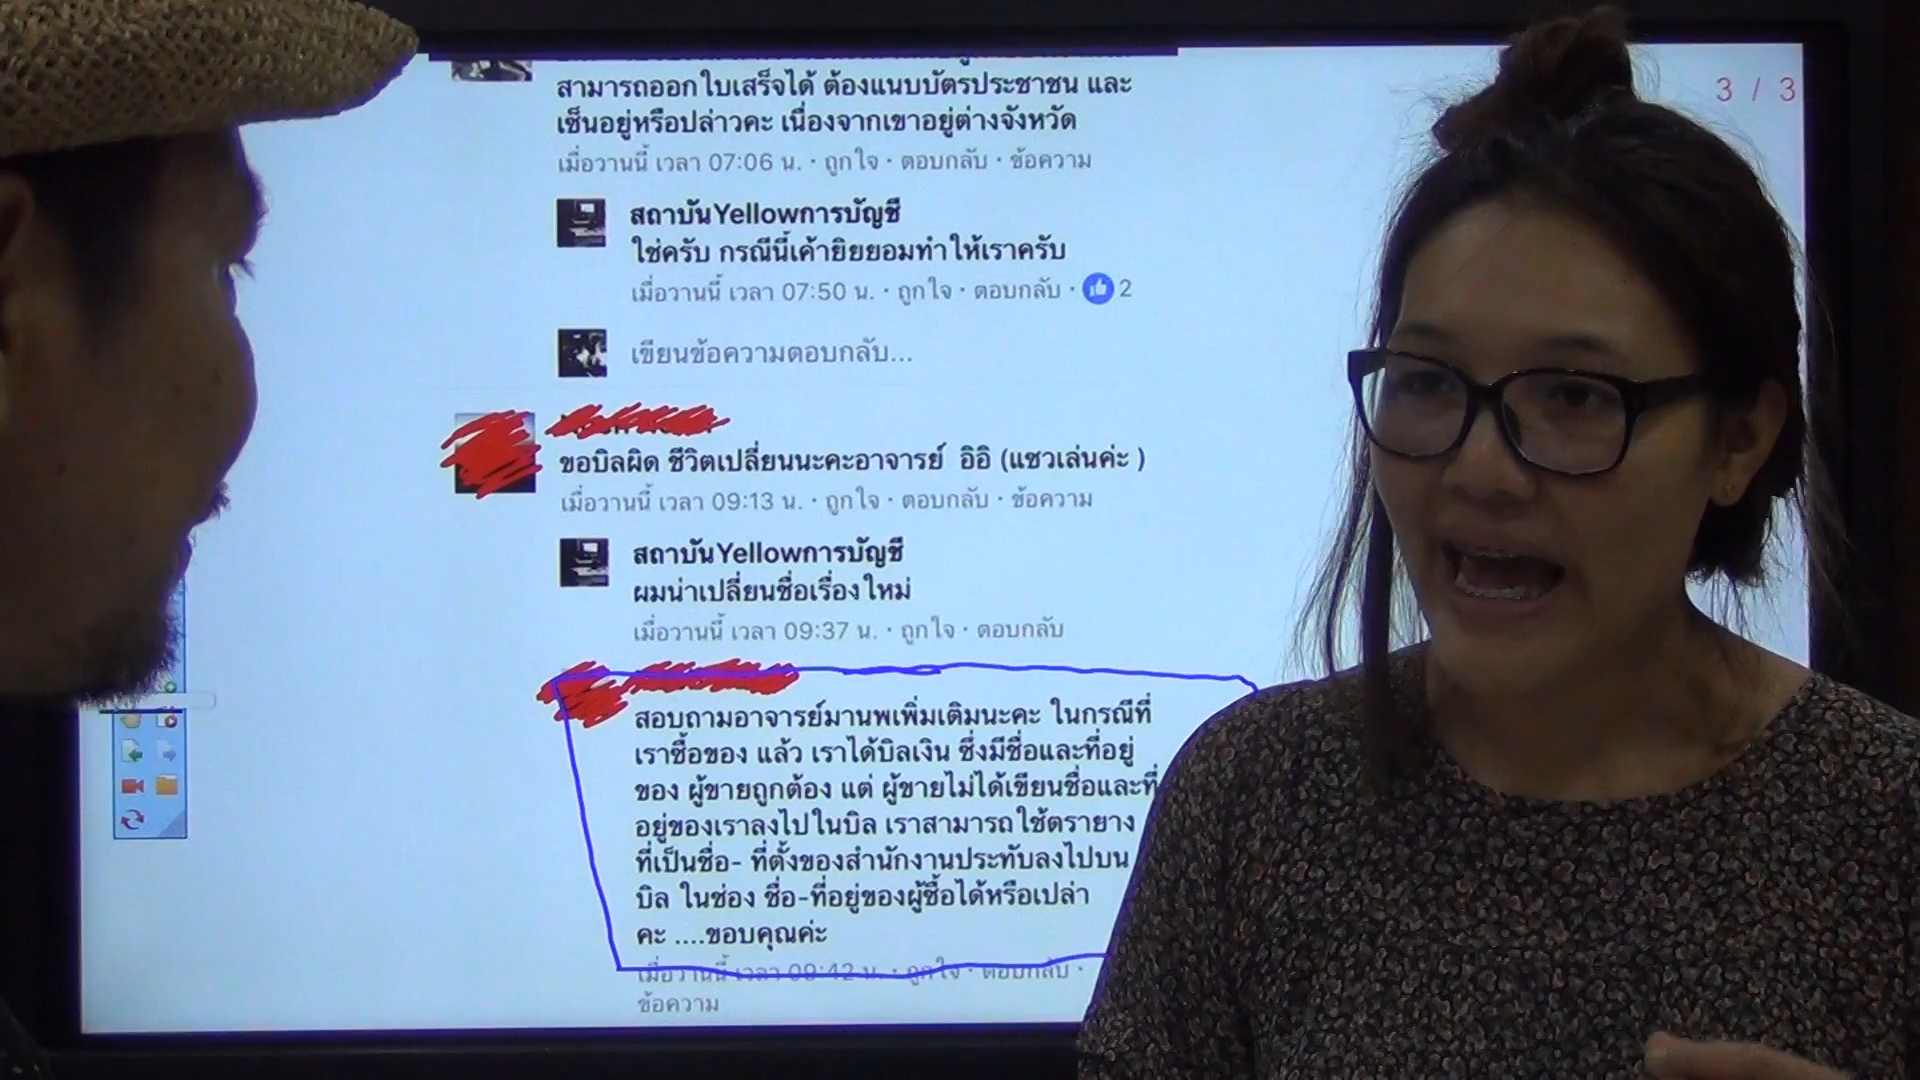 3 / 3
สามารถออกใบเสร็จได้ ต้องแนบบัตรประชาชน และ
เซ็นอยู่หรือปล่าวคะ เนื่องจากเขาอยู่ต่างจังหวัด
เมื่อวานนี้ เวลา 07:06 น. · ถูกใจ · ตอบกลับ · ข้อความ
สถาบันYellowการบัญชี
ใช่ครับ กรณีนี้เค้ายิยยอมทำให้เราครับ
เมื่อวานนี้ เวลา 07:50 น. · ถูกใจ · ตอบกลับ · 2
เขียนข้อความตอบกลับ...
ขอบิลผิด ชีวิตเปลี่ยนนะคะอาจารย์ อิอิ (แซวเล่นค่ะ )
เมื่อวานนี้ เวลา 09:13 น. · ถูกใจ · ตอบกลับ · ข้อความ
สถาบันYellowการบัญชี
ผมน่าเปลี่ยนชื่อเรื่องใหม่
เมื่อวานนี้ เวลา 09:37 น. · ถูกใจ · ตอบกลับ
สอบถามอาจารย์มานพเพิ่มเติมนะคะ ในกรณีที่
เราซื้อของ แล้ว เราได้บิลเงิน ซึ่งมีชื่อและที่อยู่
ของ ผู้ขายถูกต้อง แต่ ผู้ขายไม่ได้เขียนชื่อและที่
อยู่ของเราลงไปในบิล เราสามารถใช้ตรายาง
ที่เป็นชื่อ- ที่ตั้งของสำนักงานประทับลงไปบน
บิล ในช่อง ชื่อ-ที่อยู่ของผู้ซื้อได้หรือเปล่า
คะ ....ขอบคุณค่ะ
เมื่อวานนี้ เวลา 09:42 น. · ถูกใจ · ตอบกลับ ·
ข้อความ